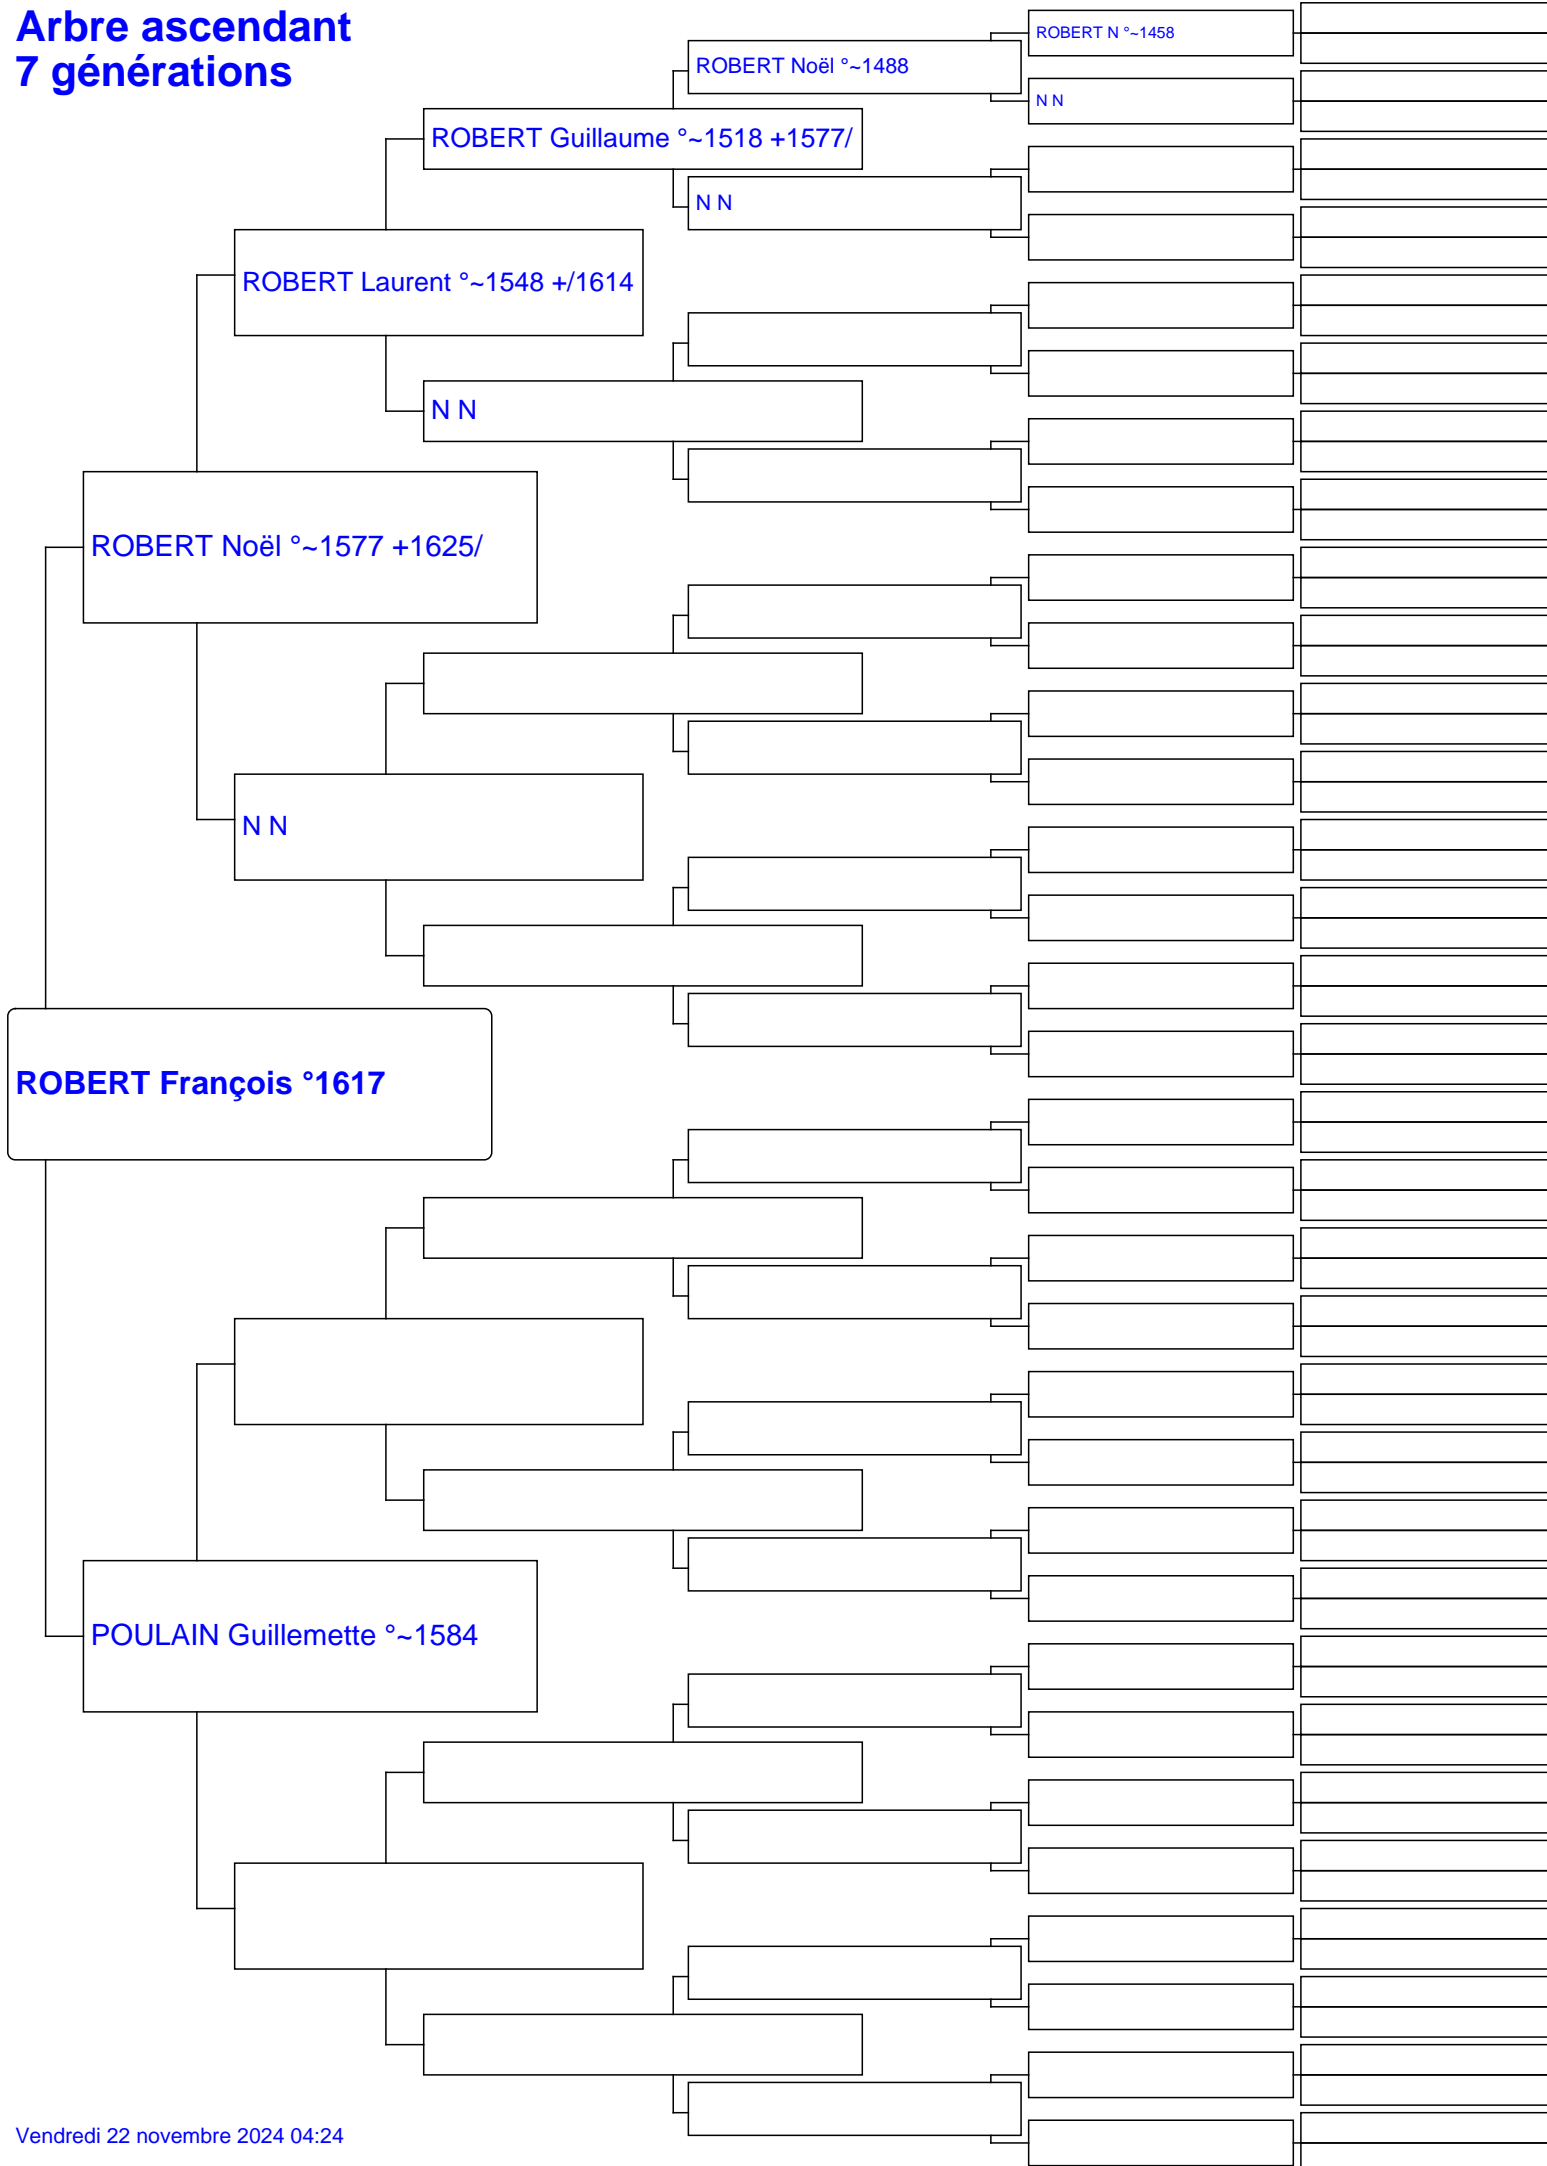 Arbre ascendant
7 générations
ROBERT N °~1458
ROBERT Noël °~1488
N N
ROBERT Guillaume °~1518 +1577/
N N
ROBERT Laurent °~1548 +/1614
N N
ROBERT Noël °~1577 +1625/
N N
ROBERT François °1617
POULAIN Guillemette °~1584
Vendredi 22 novembre 2024 04:24